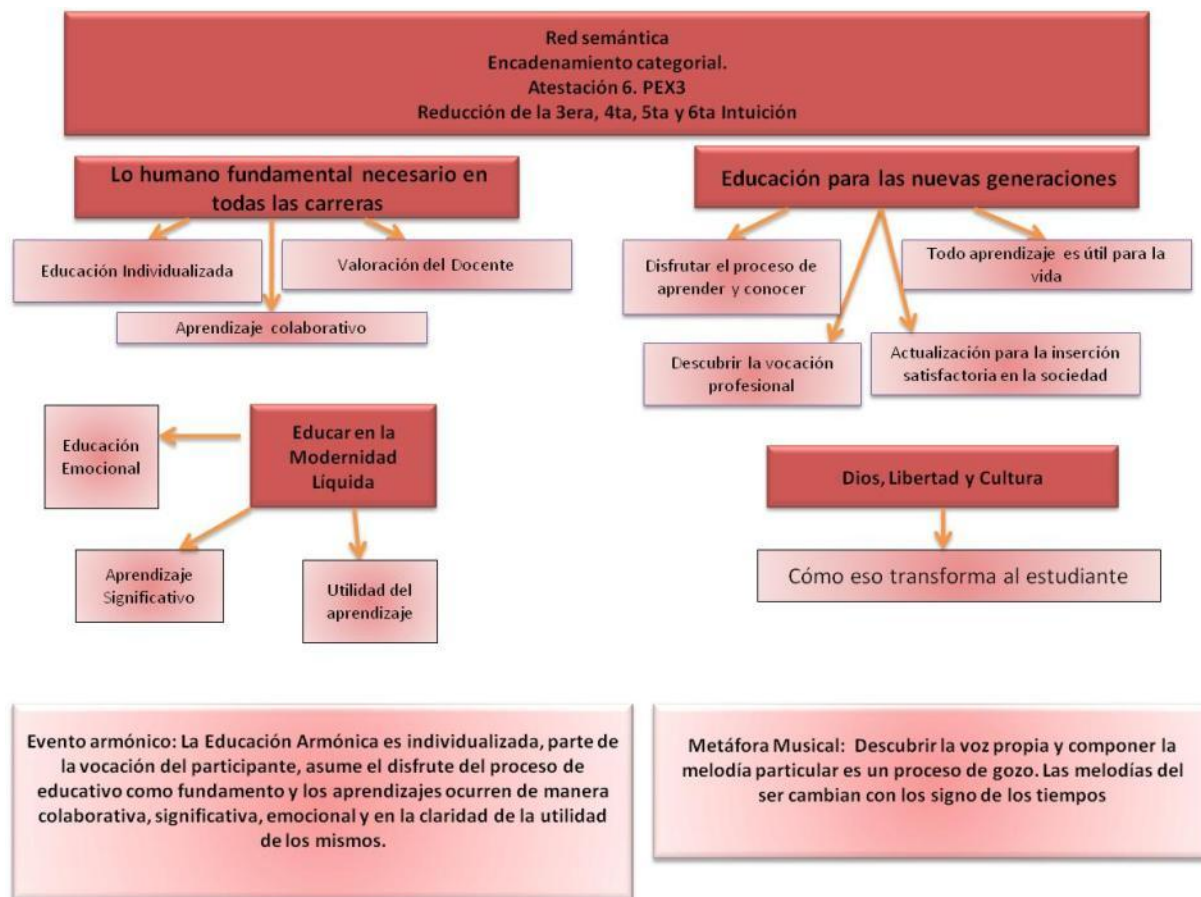 Red semántica
Encadenamiento categorial.
Atestación 6. PEX3
Reducción de la 3era, 4ta, 5ta y 6ta Intuición
Lo humano fundamental necesario en
todas las carreras
Educación para las nuevas generaciones
Educación Individualizada
Valoración del Docente
Aprendizaje colaborativo
Disfrutar el proceso de
aprender y conocer
Todo aprendizaje es útil para la
vida
Descubrir la vocación
profesional
Actualización para la inserción
satisfactoria en la sociedad
Educación
Emocional
Educar en la
Modernidad
Líquida
Aprendizaje
Significativo
Utilidad del
aprendizaje
Dios, Libertad y Cultura
Cómo eso transforma al estudiante
Evento armónico: La Educación Armónica es individualizada, parte de
la vocación del participante, asume el disfrute del proceso de
educativo como fundamento y los aprendizajes ocurren de manera
colaborativa, significativa, emocional y en la claridad de la utilidad
de los mismos.
Metáfora Musical: Descubrir la voz propia y componer la
melodía particular es un proceso de gozo. Las melodías del
ser cambian con los signo de los tiempos